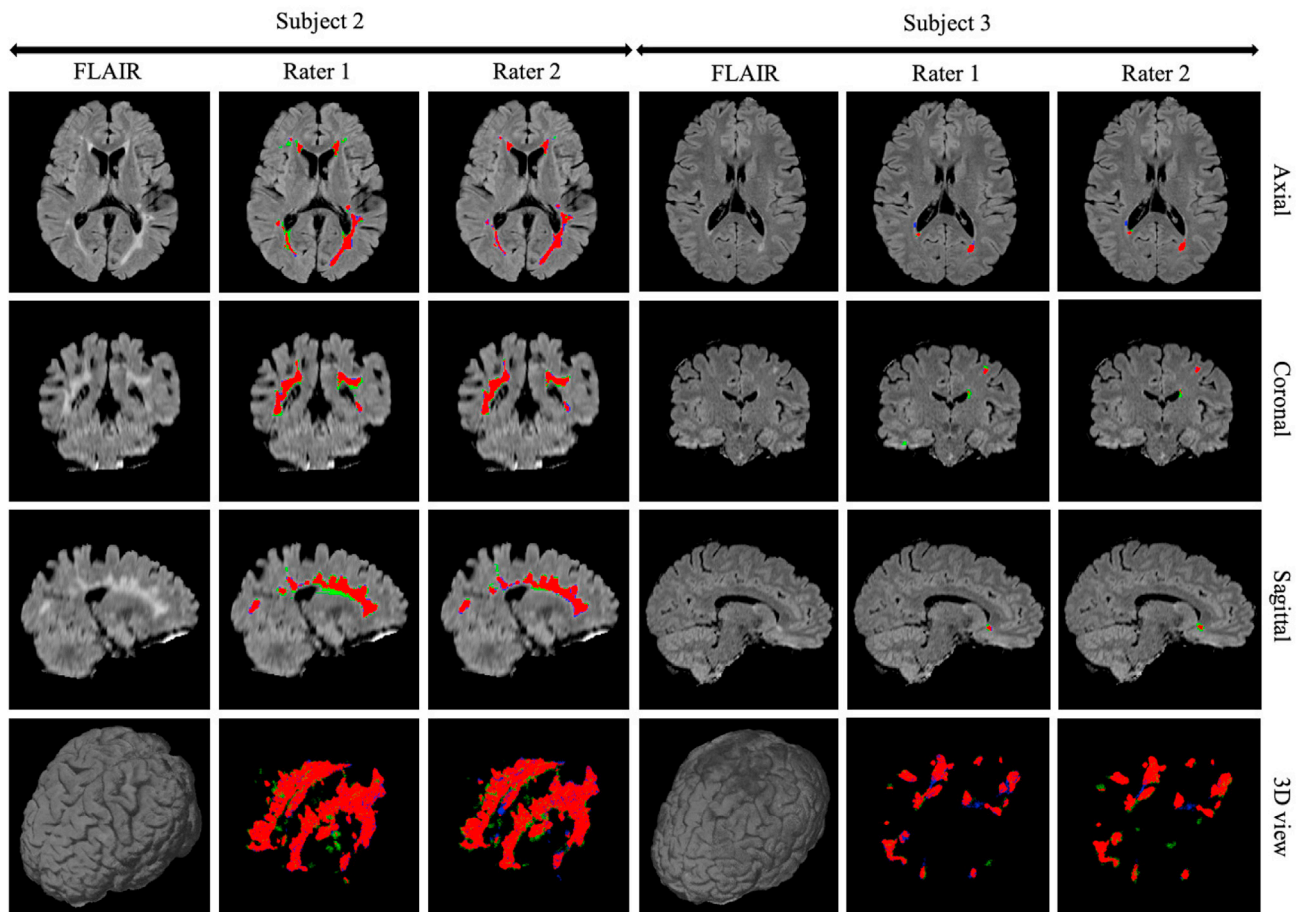 Subject 2
Subject 3
FLAIR
Rater 1
Rater 2
FLAIR
Rater 1
Rater 2
Axial
Coronal
Sagittal
3D view